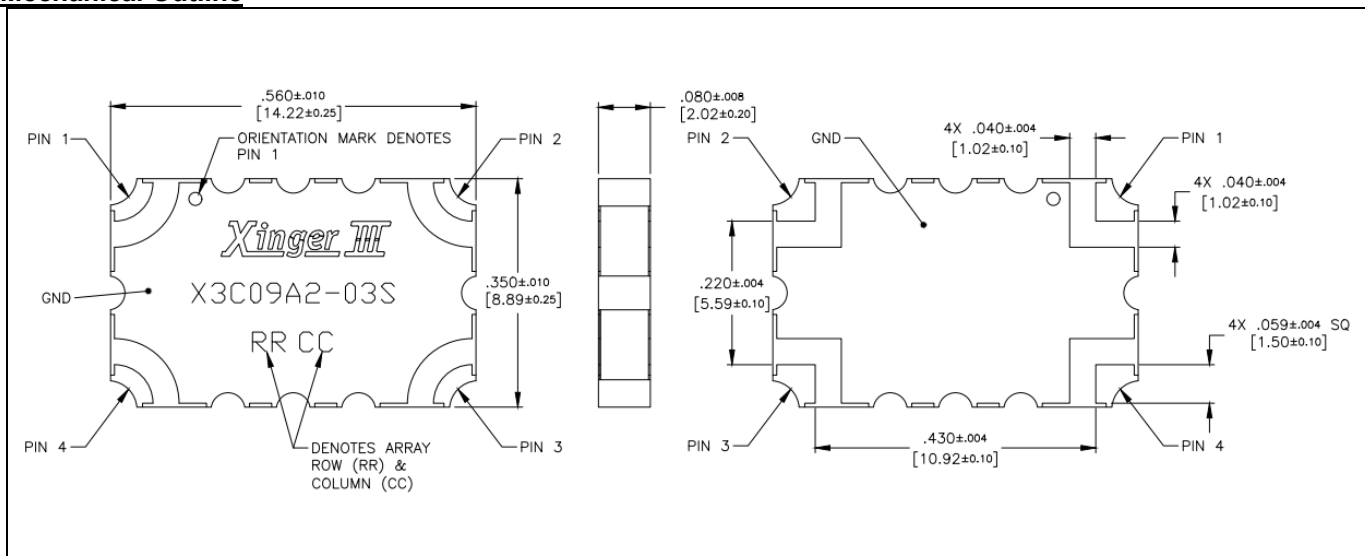 .560±.010
[14.22±0.25]
PIN 1
ORIENTATION MARK DENOTES
PIN 1
PIN 2
Xinger III
X3C09A2-03S
RR CC
GND
.350±.010
[8.89±0.25]
PIN 4
DENOTES ARRAY
ROW (RR) &
COLUMN (CC)
PIN 3
.080±.008
[2.02±0.20]
PIN 2
GND
4X .040±.004
[1.02±0.10]
PIN 1
4X .040±.004
[1.02±0.10]
.220±.004
[5.59±0.10]
4X .059±.004 SQ
[1.50±0.10]
PIN 3
.430±.004
[10.92±0.10]
PIN 4